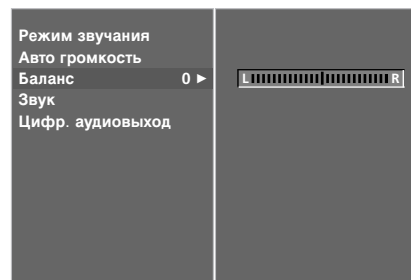 Режим звучания
Авто громкость
Баланс 0 ►
L R
Звук
Цифр. аудиовыход